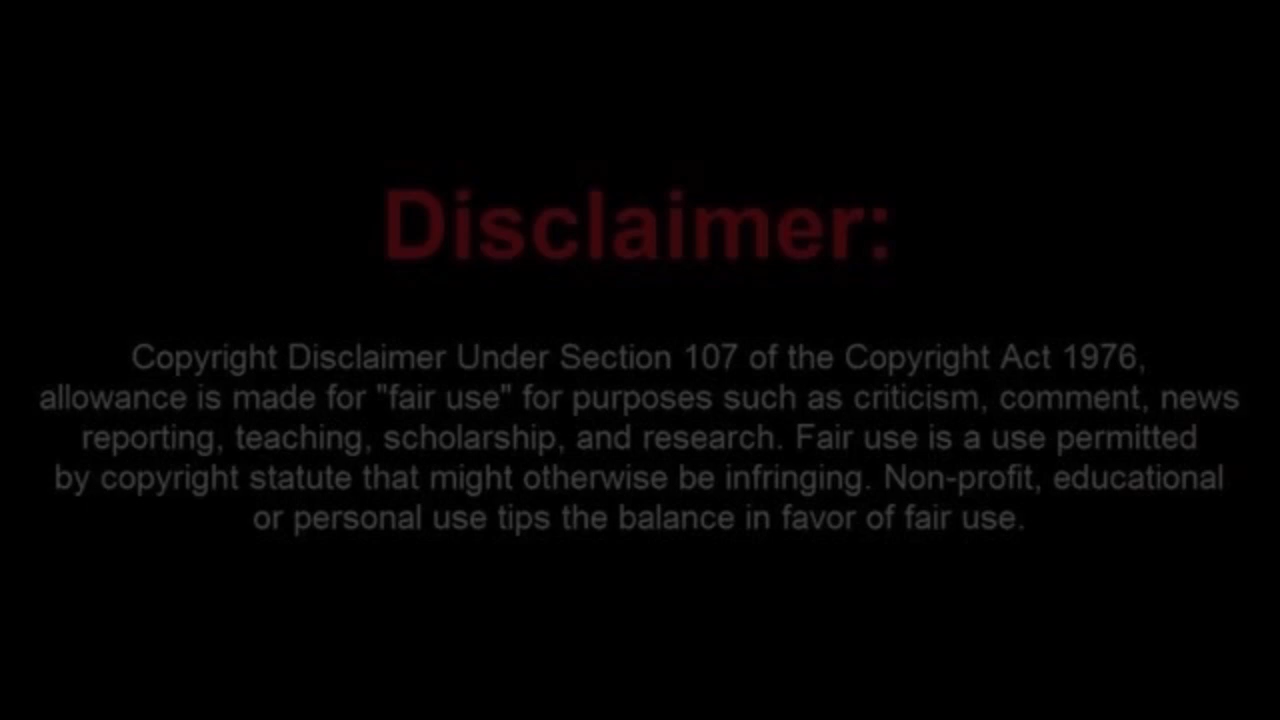 Disclaimer:
Copyright Disclaimer Under Section 107 of the Copyright Act 1976,
allowance is made for "fair use" for purposes such as criticism, comment, news
reporting, teaching, scholarship, and research. Fair use is a use permitted
by copyright statute that might otherwise be infringing. Non-profit, educational
or personal use tips the balance in favor of fair use.